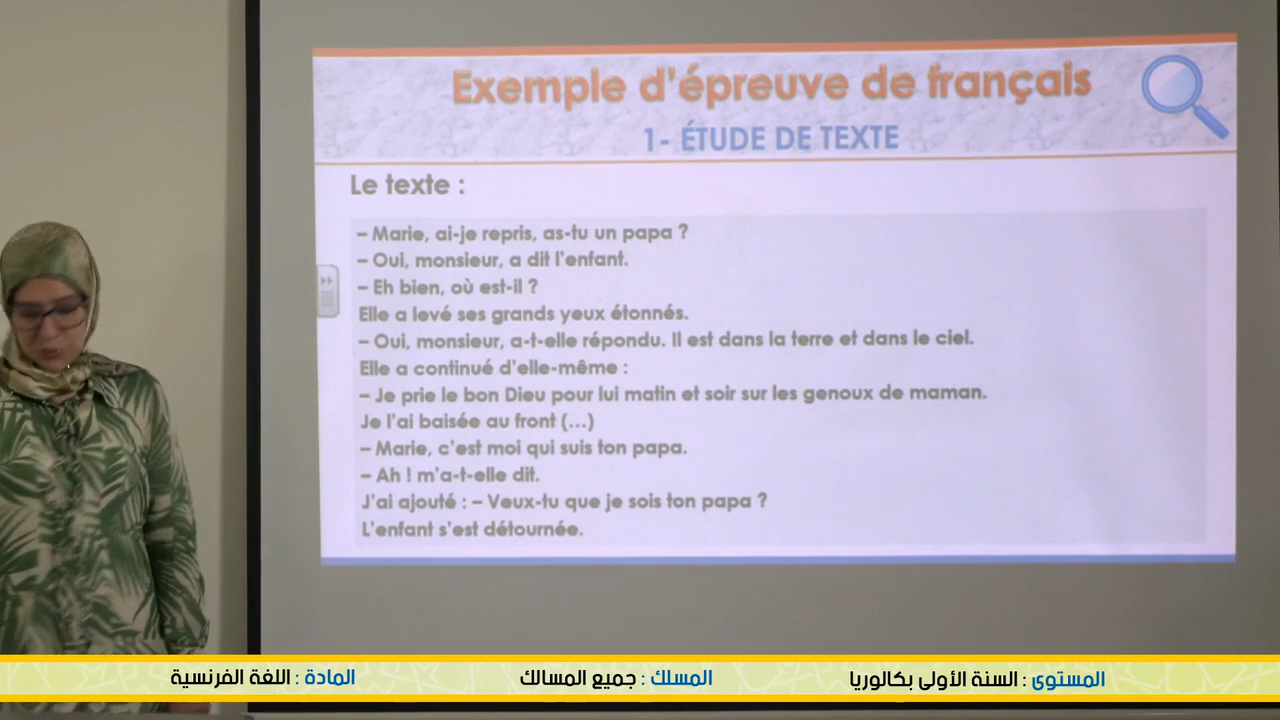 Exemple d'épreuve de français
1- ÉTUDE DE TEXTE
Le texte :
– Marie, ai-je repris, as-tu un papa ?
– Oui, monsieur, a dit l'enfant.
– Eh bien, où est-il ?
Elle a levé ses grands yeux étonnés.
– Oui, monsieur, a-t-elle répondu. Il est dans la terre et dans le ciel.
Elle a continué d'elle-même :
– Je prie le bon Dieu pour lui matin et soir sur les genoux de maman.
Je l'ai baisée au front (...)
– Marie, c'est moi qui suis ton papa.
– Ah ! m'a-t-elle dit.
J'ai ajouté : – Veux-tu que je sois ton papa ?
L'enfant s'est détournée.
المستوى : السنة الأولى بكالوريا
المسلك : جميع المسالك
المادة : اللغة الفرنسية